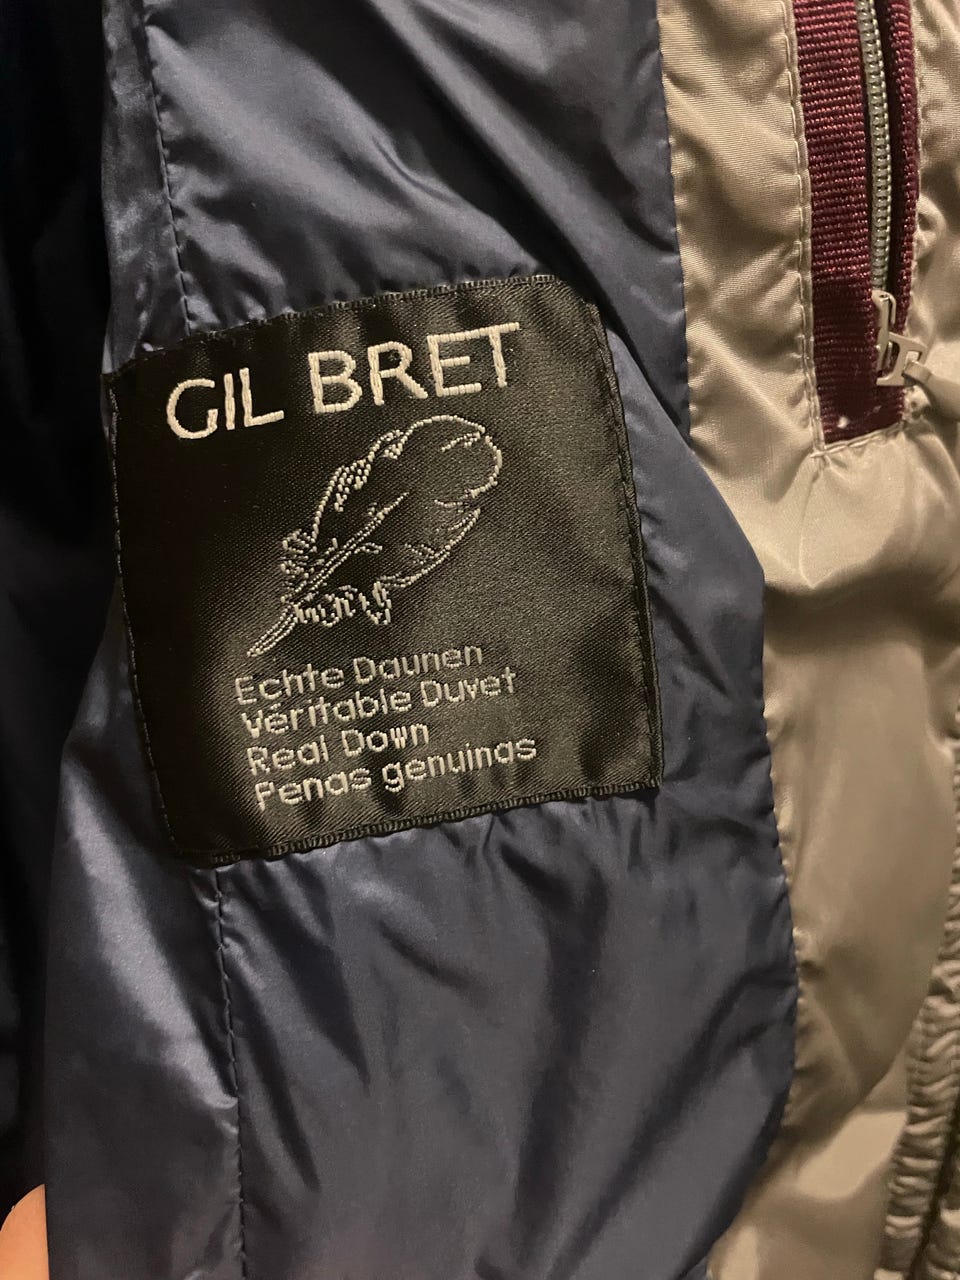 GIL BRET
Echte Daunen
Véritable Duvet
Real Down
Penas genuinas